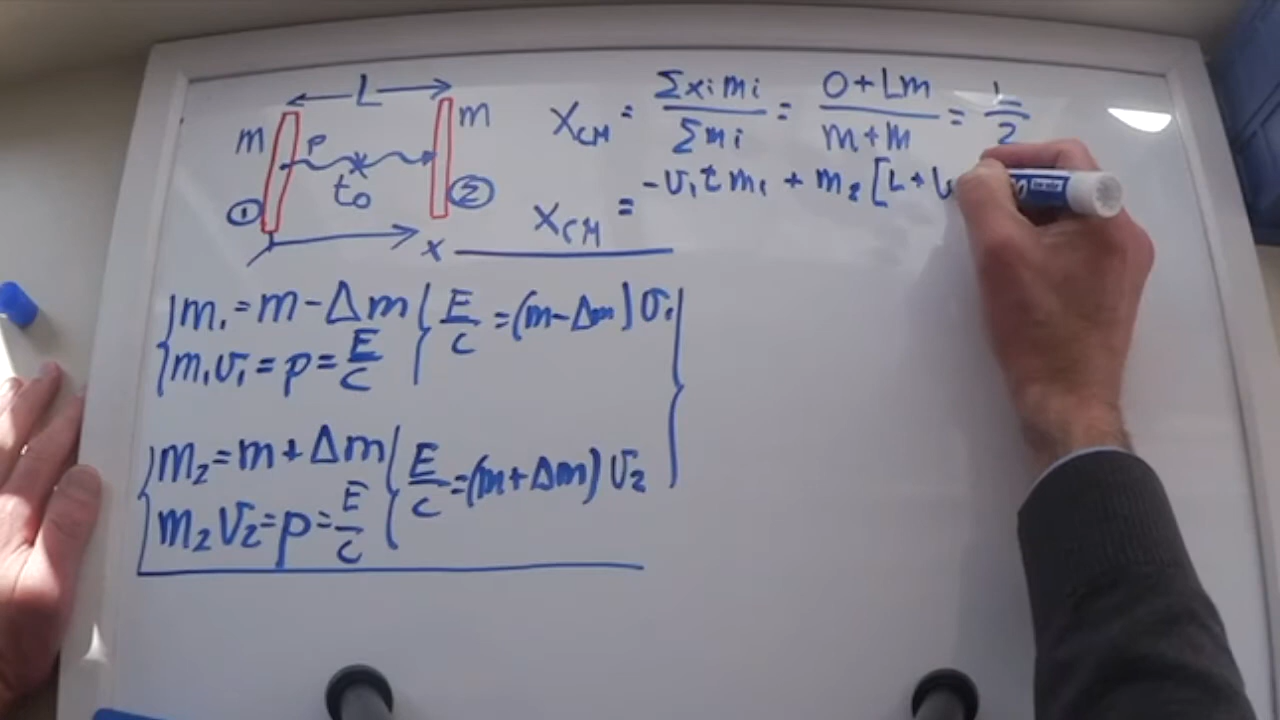 L
m
p
t₀
m
①
②
x
X_CM = Σxᵢmᵢ / Σmᵢ = (0 + Lm) / (m + m) = L / 2
X_CM = -v₁t m₁ + m₂ [L + v
m₁ = m - Δm
m₁v₁ = p = E/C
E/C = (m - Δm) v₁
m₂ = m + Δm
m₂v₂ = p = E/C
E/C = (m + Δm) v₂